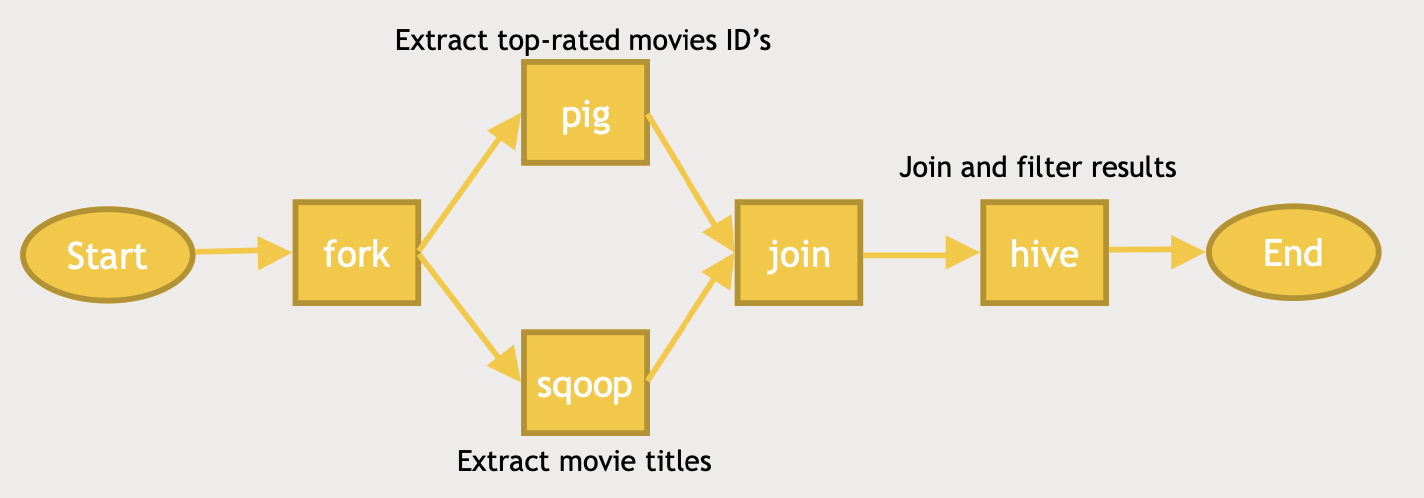 Extract top-rated movies ID’s
pig
Join and filter results
Start
fork
join
hive
End
sqoop
Extract movie titles